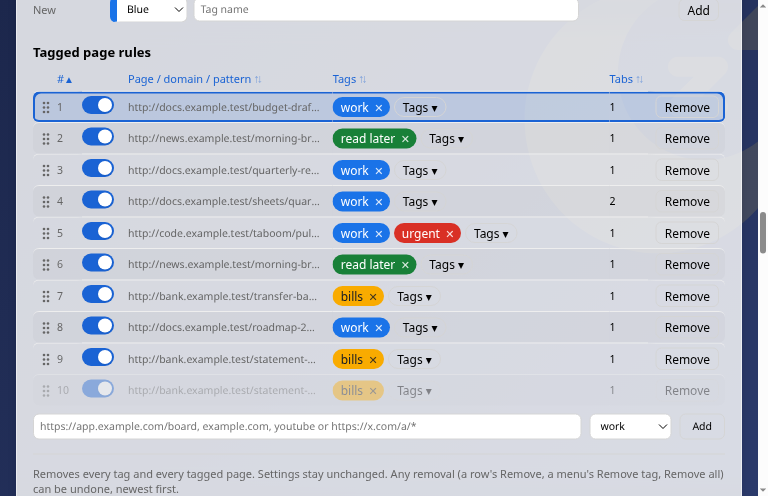 New Blue Tag name Add
Tagged page rules
# ▲ Page / domain / pattern ↑↓ Tags ↑↓ Tabs ↑↓
1 http://docs.example.test/budget-draf... work × Tags ▾ 1 Remove
2 http://news.example.test/morning-br... read later × Tags ▾ 1 Remove
3 http://docs.example.test/quarterly-re... work × Tags ▾ 1 Remove
4 http://docs.example.test/sheets/quar... work × Tags ▾ 2 Remove
5 http://code.example.test/taboom/pul... work × urgent × Tags ▾ 1 Remove
6 http://news.example.test/morning-br... read later × Tags ▾ 1 Remove
7 http://bank.example.test/transfer-ba... bills × Tags ▾ 1 Remove
8 http://docs.example.test/roadmap-2... work × Tags ▾ 1 Remove
9 http://bank.example.test/statement-... bills × Tags ▾ 1 Remove
10 http://bank.example.test/statement-... bills × Tags ▾ 1 Remove
https://app.example.com/board, example.com, youtube or https://x.com/a/* work Add
Removes every tag and every tagged page. Settings stay unchanged. Any removal (a row's Remove, a menu's Remove tag, Remove all)
can be undone, newest first.